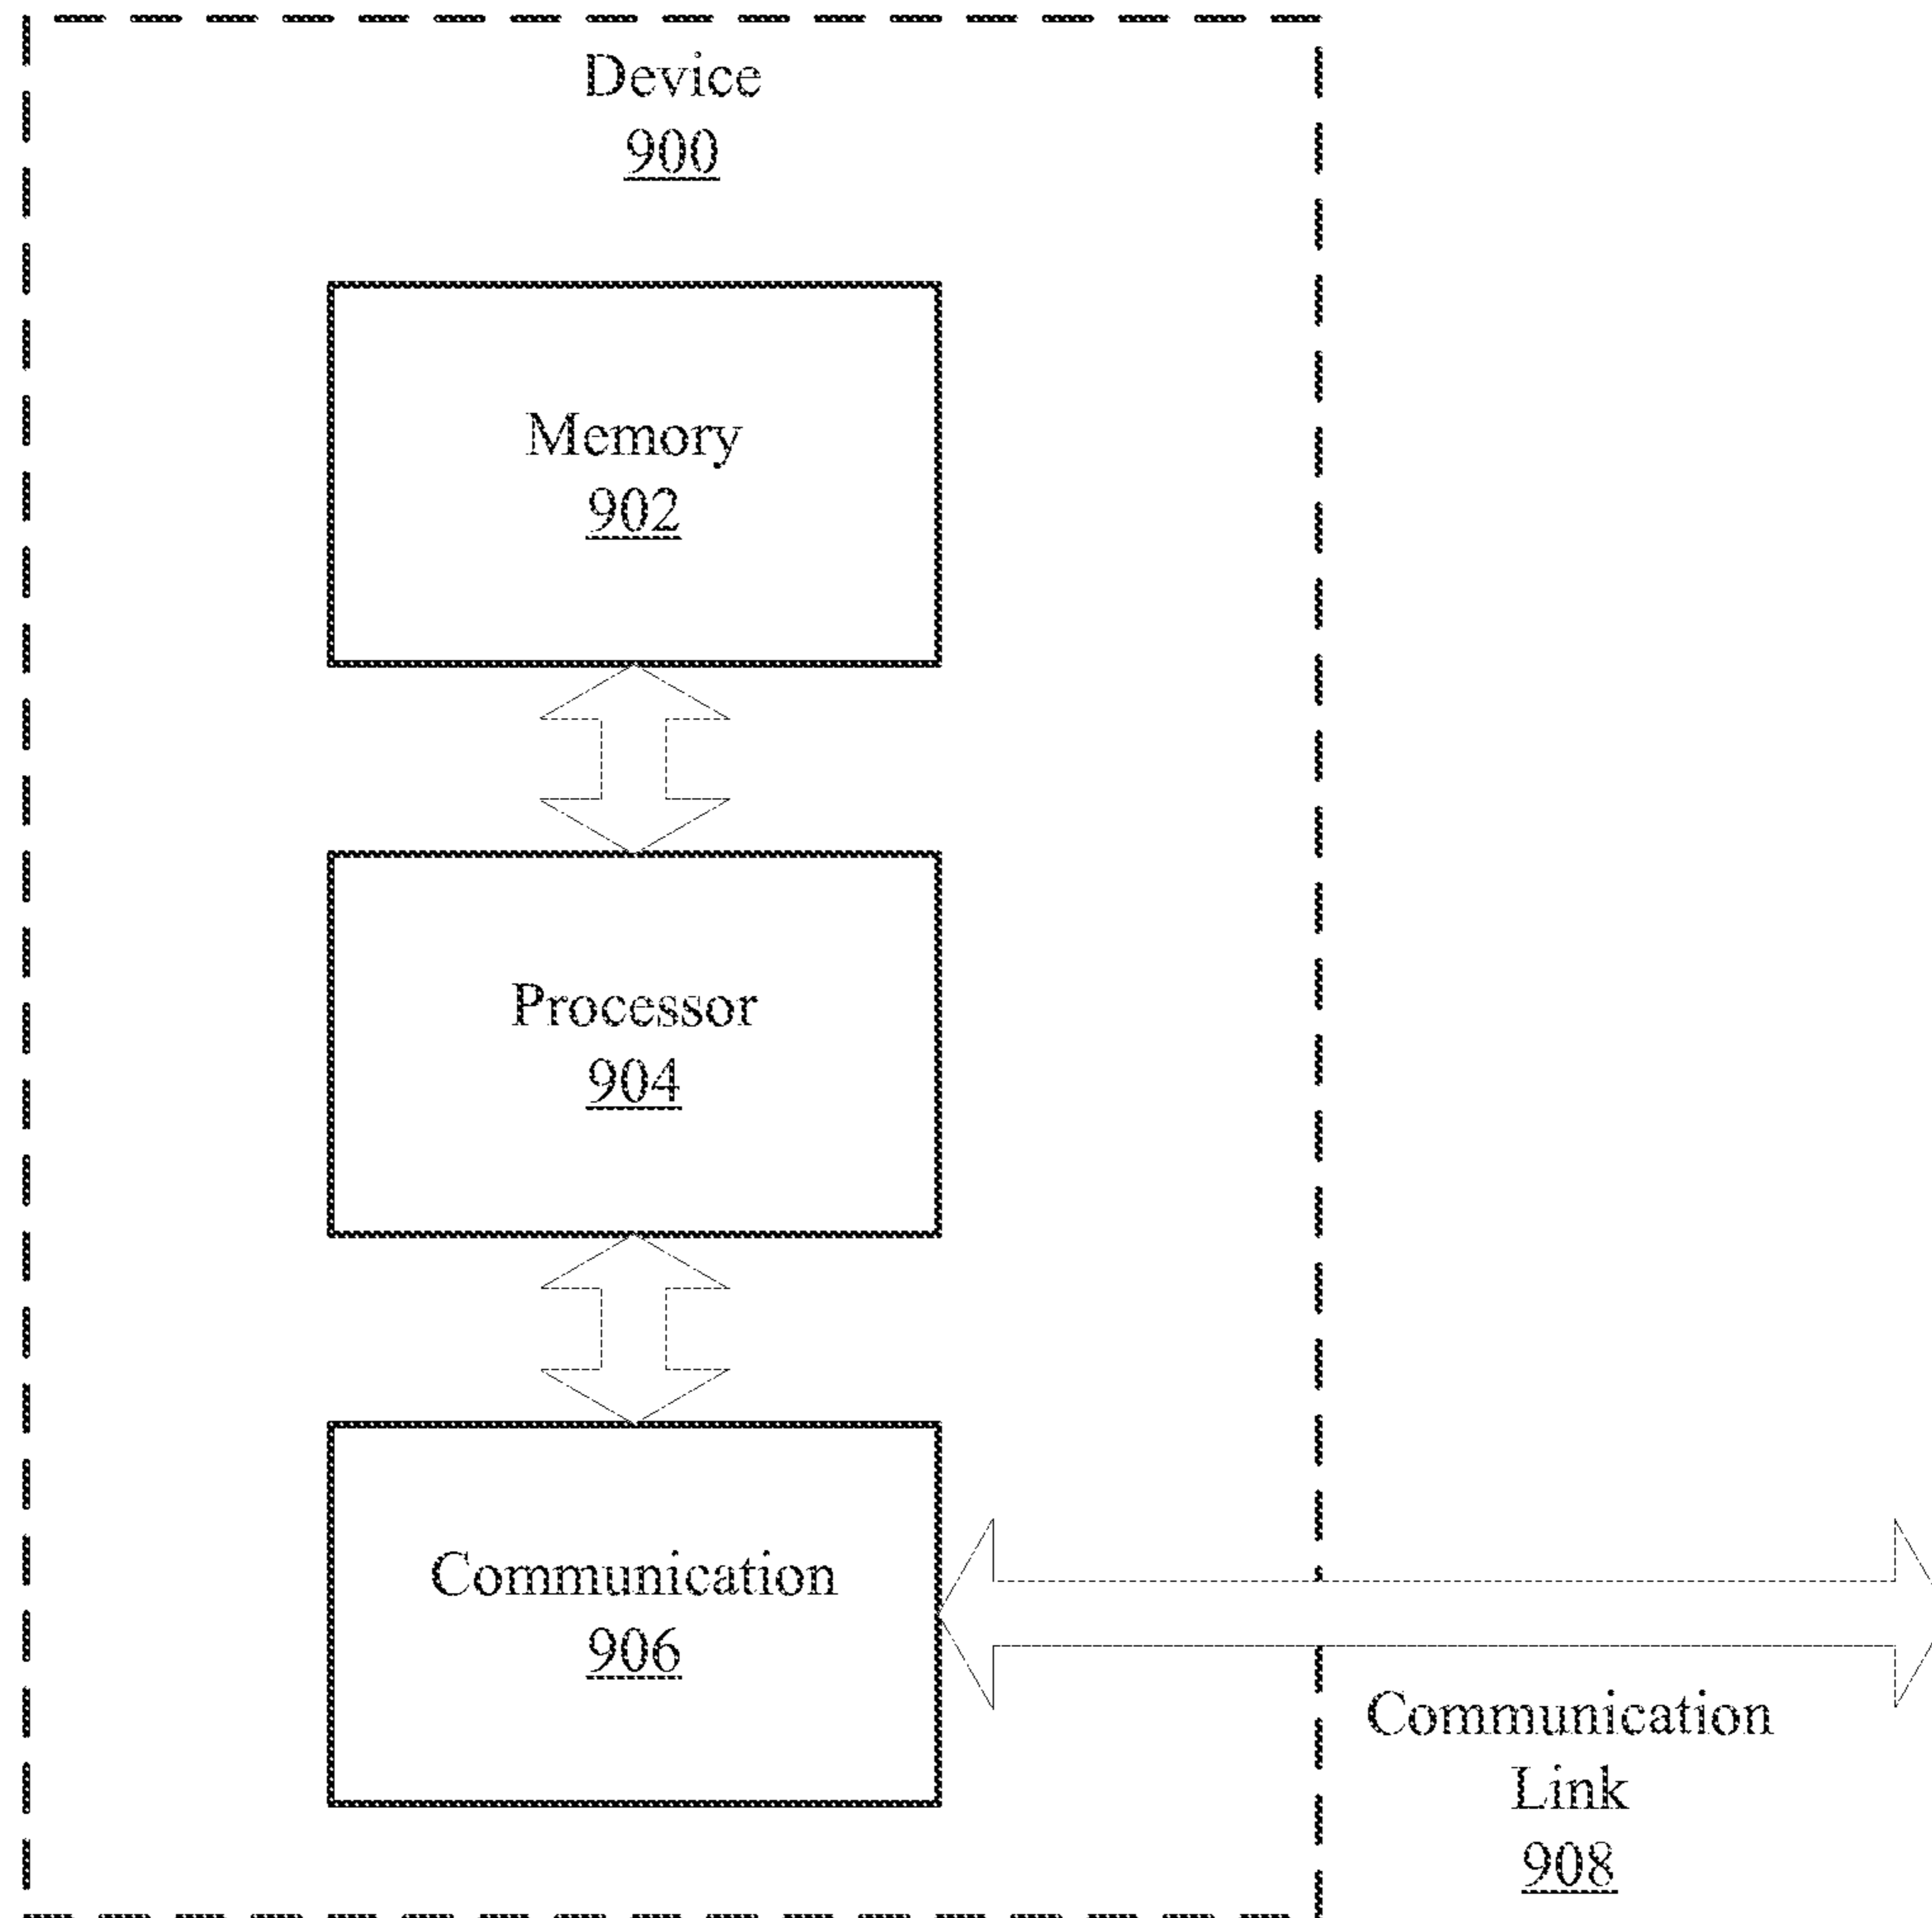 Device
900
Memory
902
Processor
904
Communication
906
Communication
Link
908